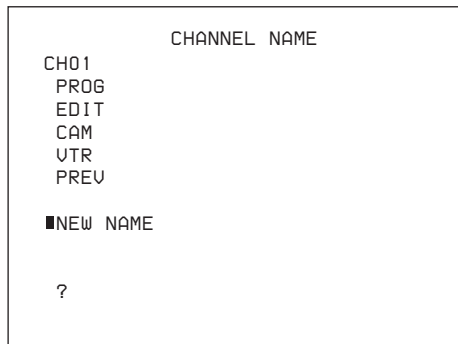 CHANNEL NAME
CH01
PROG
EDIT
CAM
VTR
PREV
NEW NAME
?